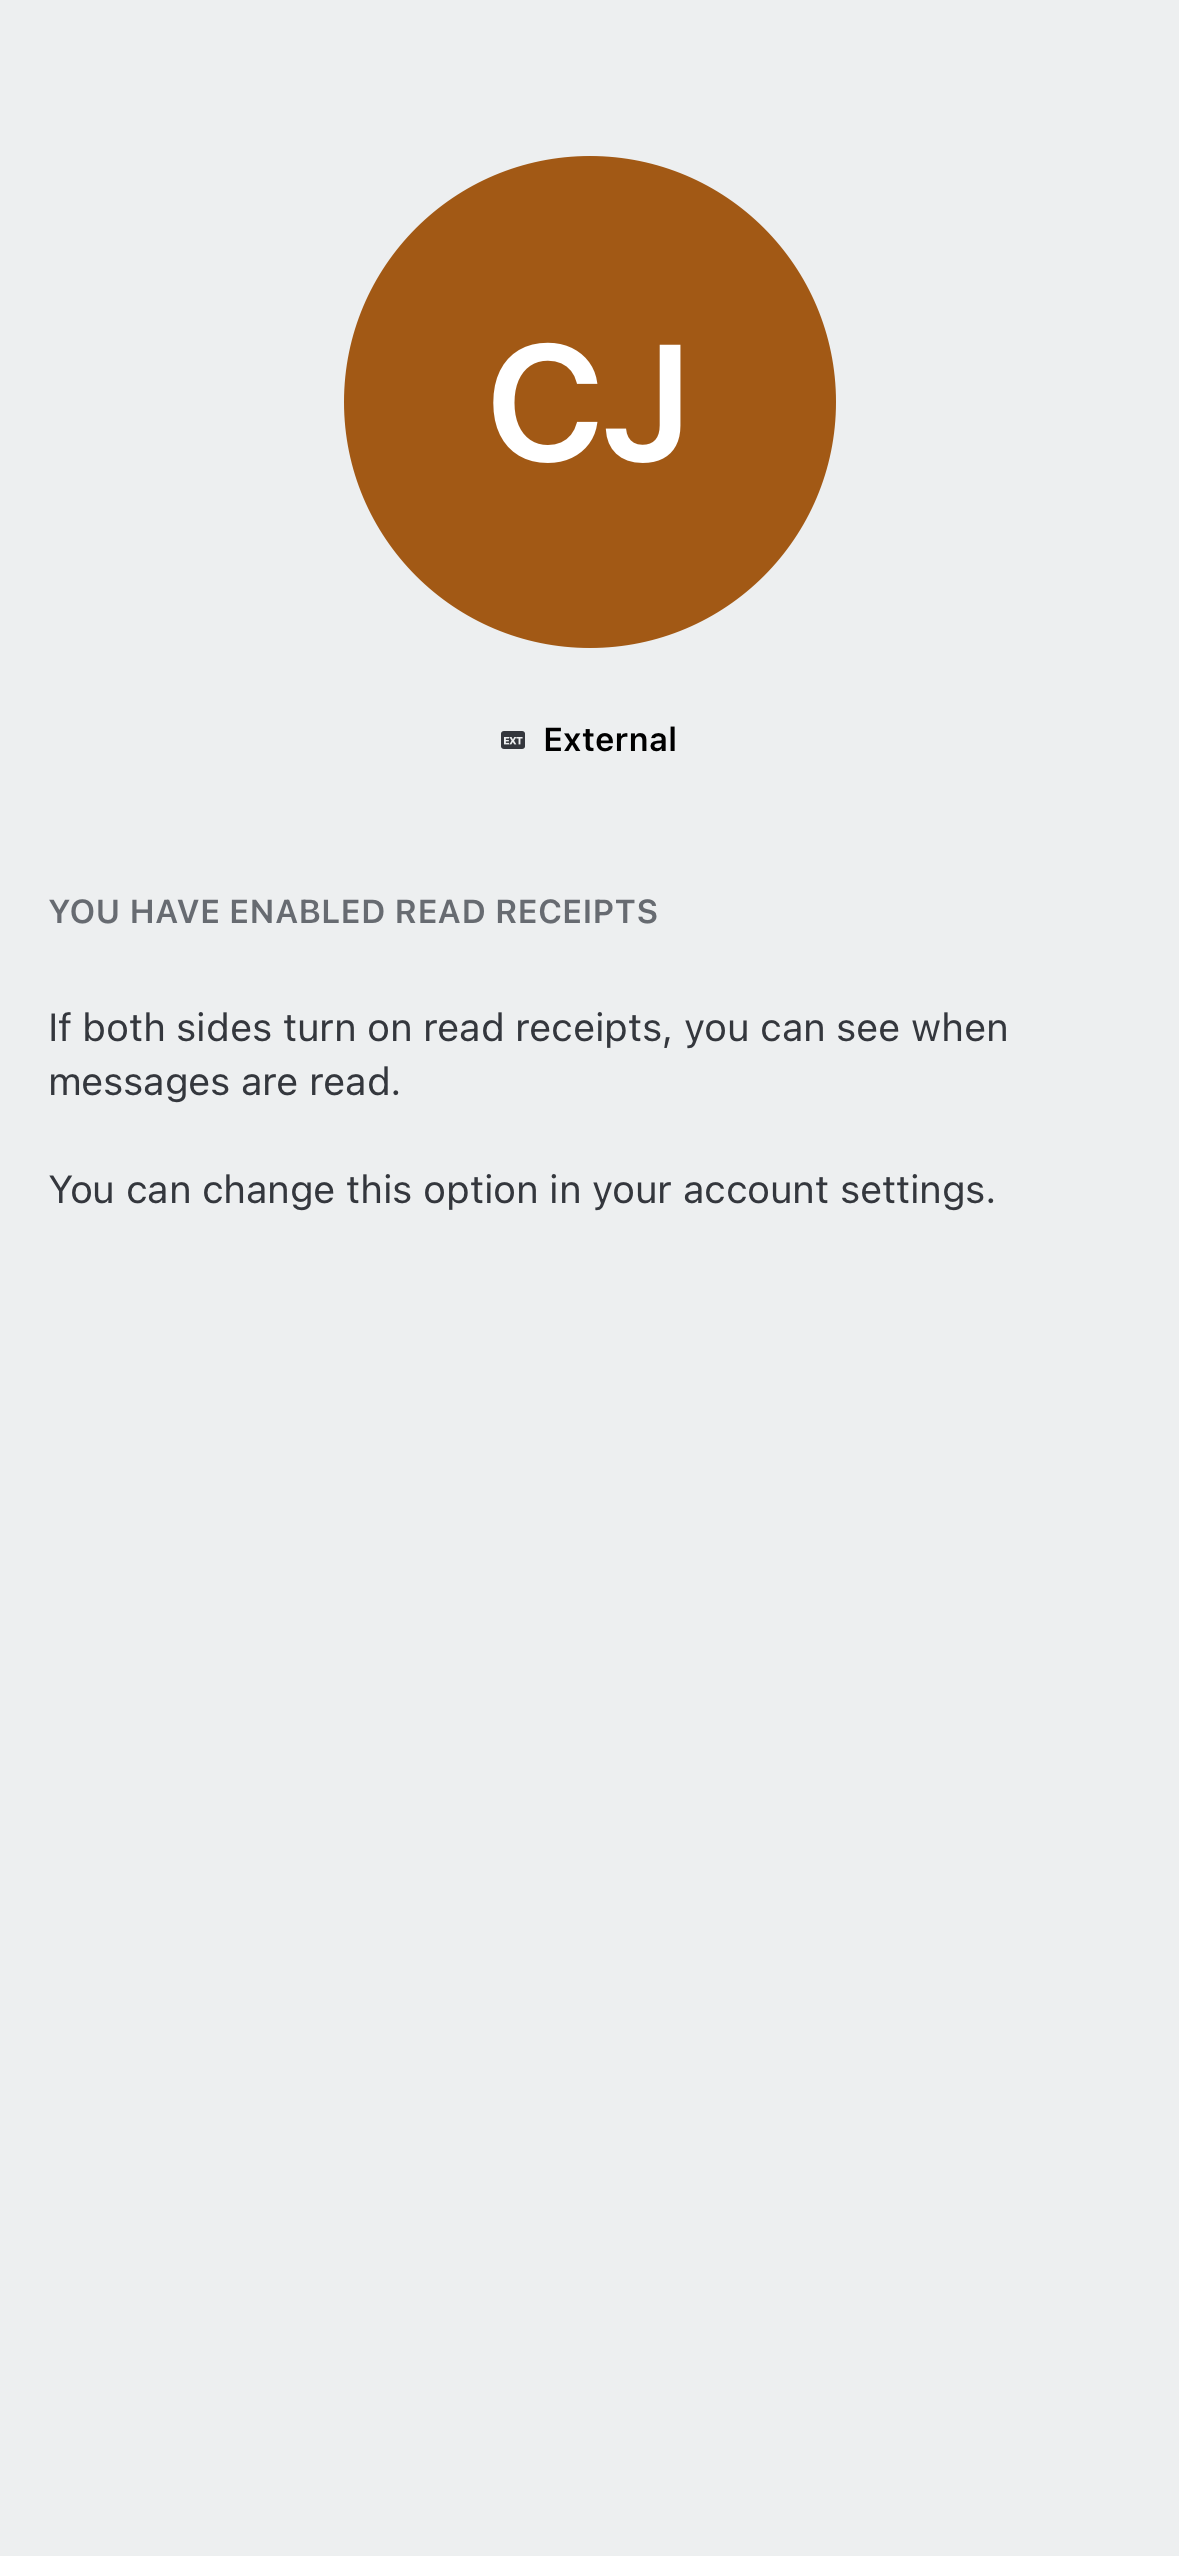 CJ
EXT External
YOU HAVE ENABLED READ RECEIPTS
If both sides turn on read receipts, you can see when
messages are read.
You can change this option in your account settings.